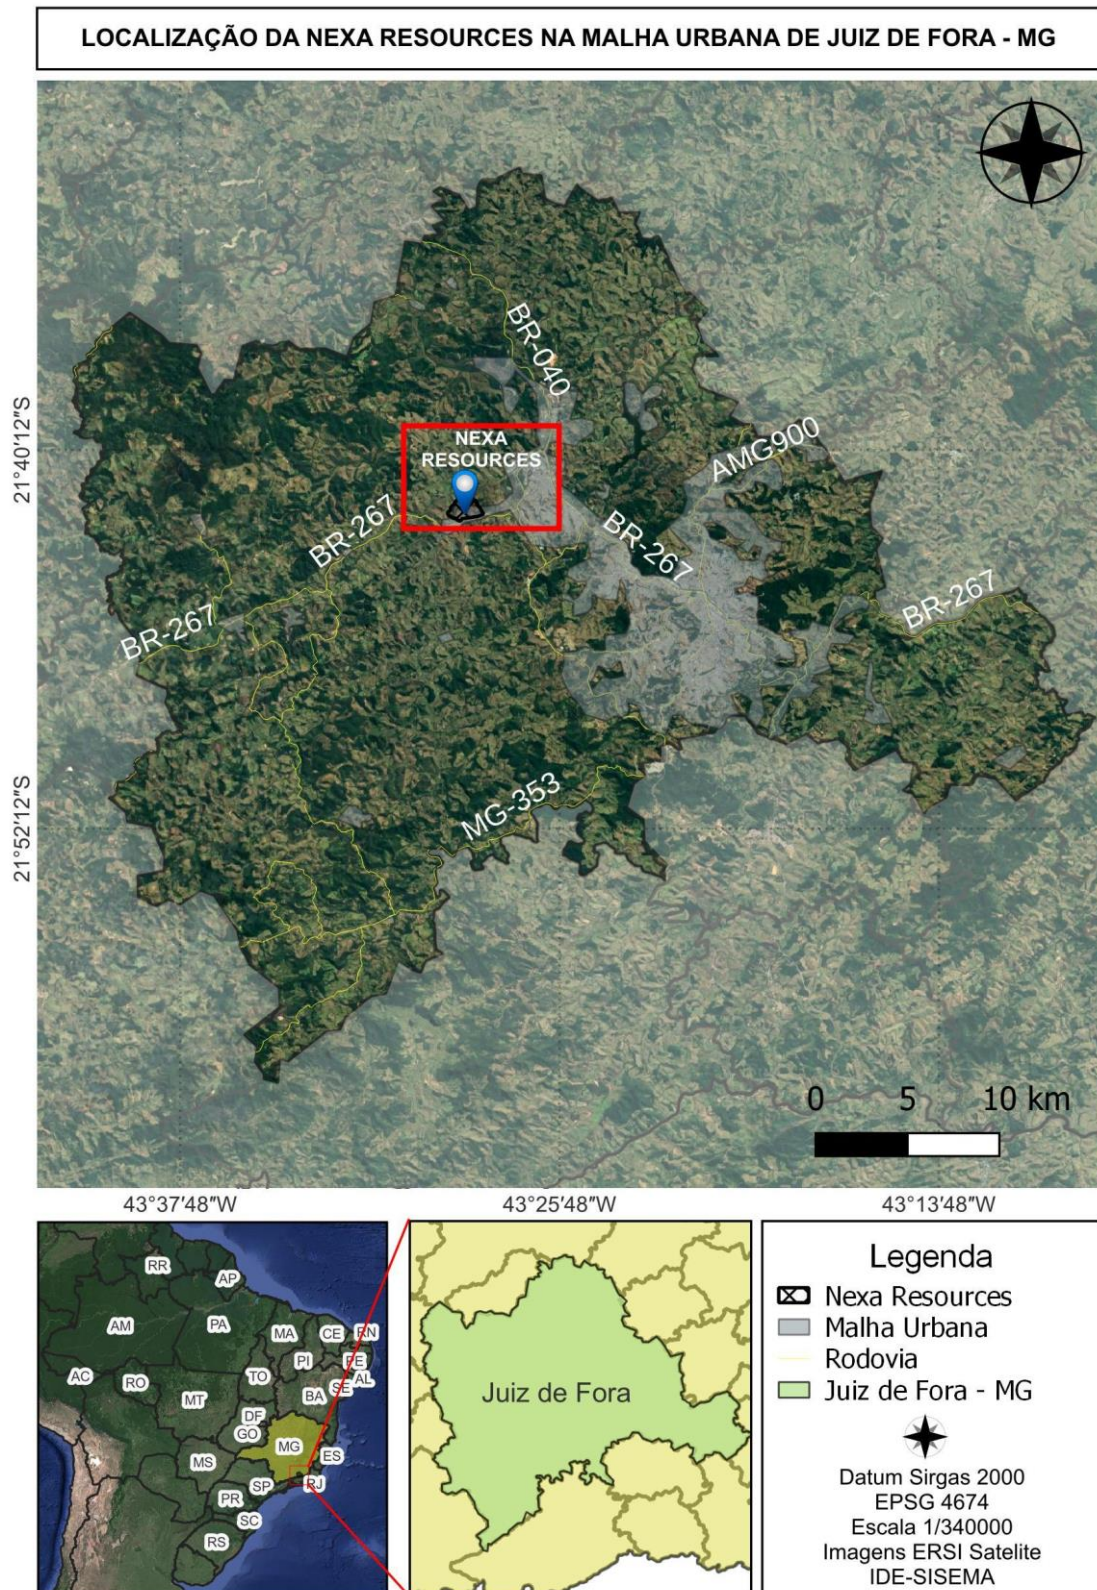 LOCALIZAÇÃO DA NEXA RESOURCES NA MALHA URBANA DE JUIZ DE FORA - MG
BR-040
21°40'12"S
NEXA
RESOURCES
AMG900
BR-267
BR-267
BR-267
BR-267
MG-353
21°52'12"S
0 5 10 km
43°37'48"W 43°25'48"W 43°13'48"W
RR
AP
AM
PA
MA
CE
RN
PI
PE
AC
RO
TO
AL
SE
MT
BA
DF
GO
MG
ES
MS
SP
RJ
PR
SC
RS
Juiz de Fora
Legenda
Nexa Resources
Malha Urbana
Rodovia
Juiz de Fora - MG
Datum Sirgas 2000
EPSG 4674
Escala 1/340000
Imagens ERSI Satelite
IDE-SISEMA